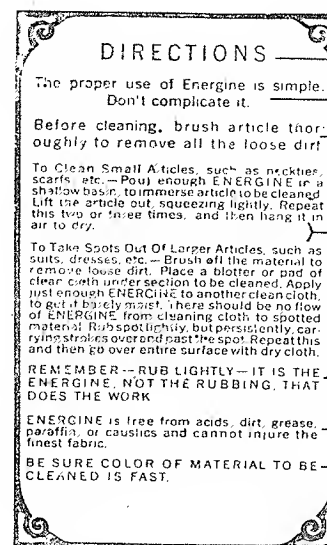 DIRECTIONS
The proper use of Energine is simple.
Don't complicate it.
Before cleaning, brush article thor-
oughly to remove all the loose dirt
To Clean Small Articles, such as neckties,
scarfs, etc.—Pour enough ENERGINE in a
shallow basin, to immerse article to be cleaned
Lift the article out, squeezing lightly. Repeat
this two or three times, and then hang it in
air to dry.
To Take Spots Out Of Larger Articles, such as
suits, dresses, etc.—Brush off the material to
remove loose dirt. Place a blotter or pad of
clean cloth under section to be cleaned. Apply
just enough ENERGINE to another clean cloth,
to get it barely moist. There should be no flow
of ENERGINE from cleaning cloth to spotted
material. Rub spot lightly, but persistently, car-
rying strokes over and past the spot. Repeat this
and then go over entire surface with dry cloth.
REMEMBER--RUB LIGHTLY—IT IS THE
ENERGINE, NOT THE RUBBING, THAT
DOES THE WORK
ENERGINE is free from acids, dirt, grease,
paraffin, or caustics and cannot injure the
finest fabric.
BE SURE COLOR OF MATERIAL TO BE
CLEANED IS FAST.